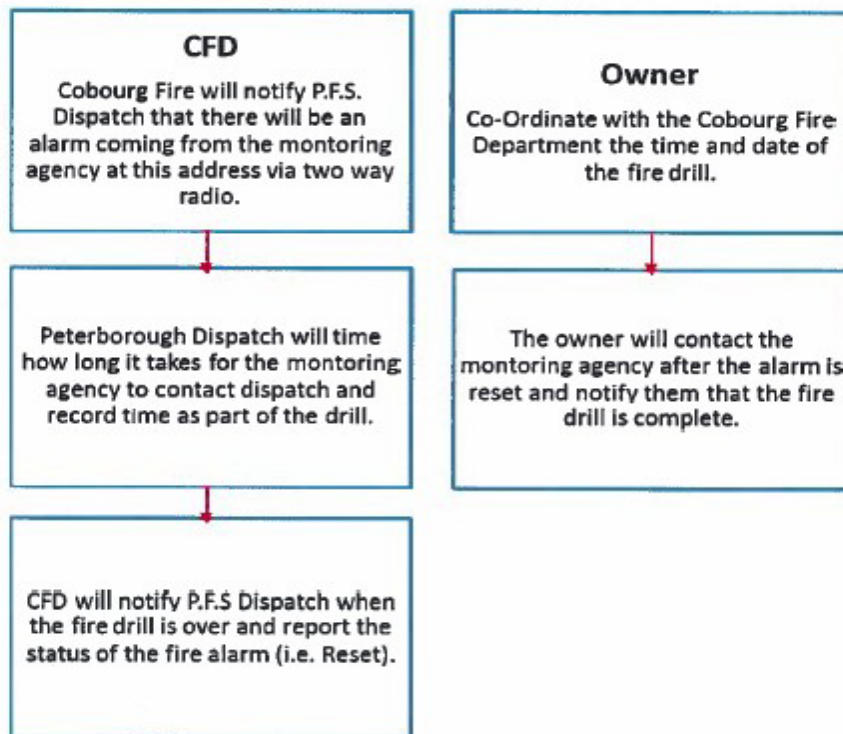 CFD
Cobourg Fire will notify P.F.S.
Dispatch that there will be an
alarm coming from the montoring
agency at this address via two way
radio.
Peterborough Dispatch will time
how long it takes for the montoring
agency to contact dispatch and
record time as part of the drill.
CFD will notify P.F.S Dispatch when
the fire drill is over and report the
status of the fire alarm (i.e. Reset).
Owner
Co-Ordinate with the Cobourg Fire
Department the time and date of
the fire drill.
The owner will contact the
montoring agency after the alarm is
reset and notify them that the fire
drill is complete.